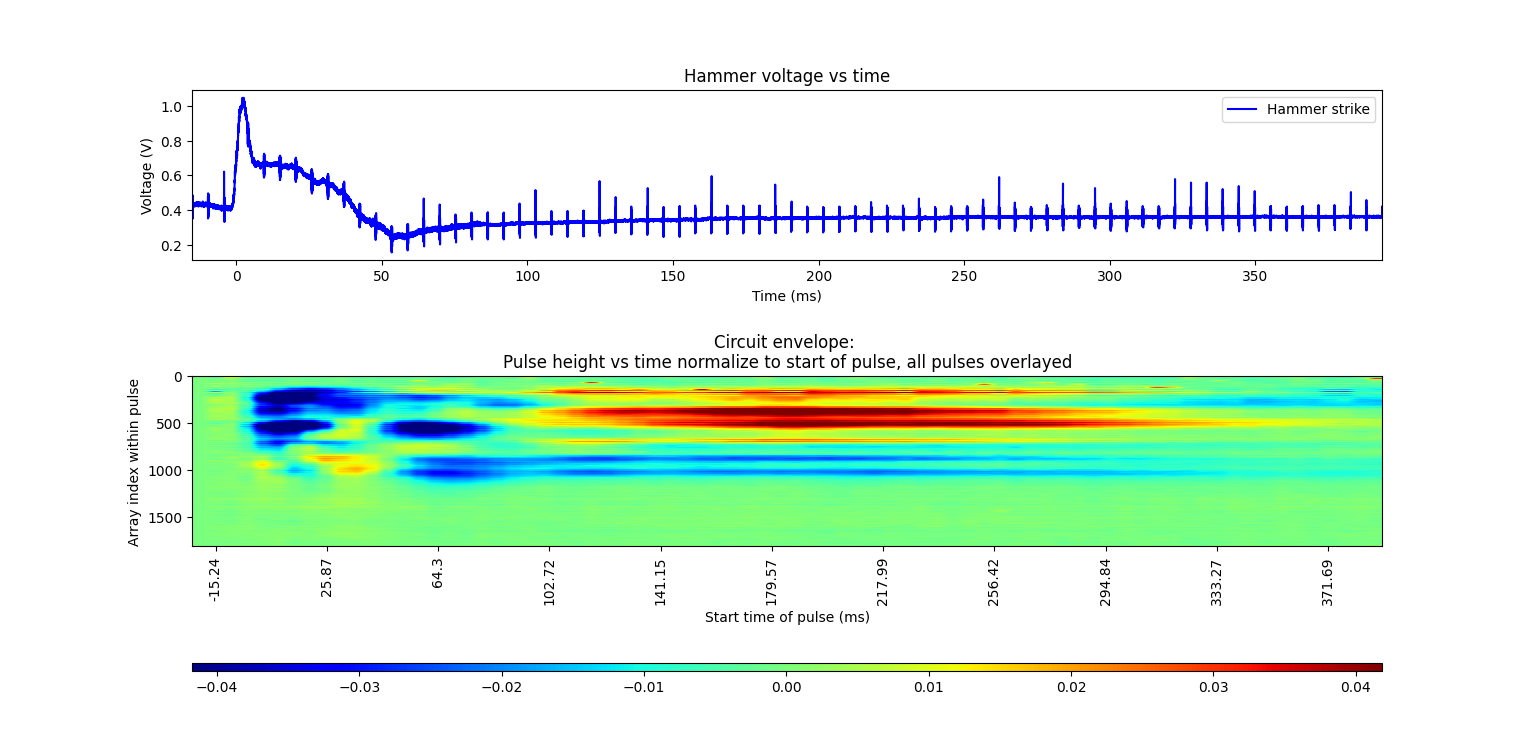 Hammer voltage vs time
Voltage (V)
1.0
0.8
0.6
0.4
0.2
Hammer strike
0 50 100 150 200 250 300 350
Time (ms)
Circuit envelope:
Pulse height vs time normalize to start of pulse, all pulses overlayed
Array index within pulse
0
500
1000
1500
-15.24 25.87 64.3 102.72 141.15 179.57 217.99 256.42 294.84 333.27 371.69
Start time of pulse (ms)
−0.04 −0.03 −0.02 −0.01 0.00 0.01 0.02 0.03 0.04